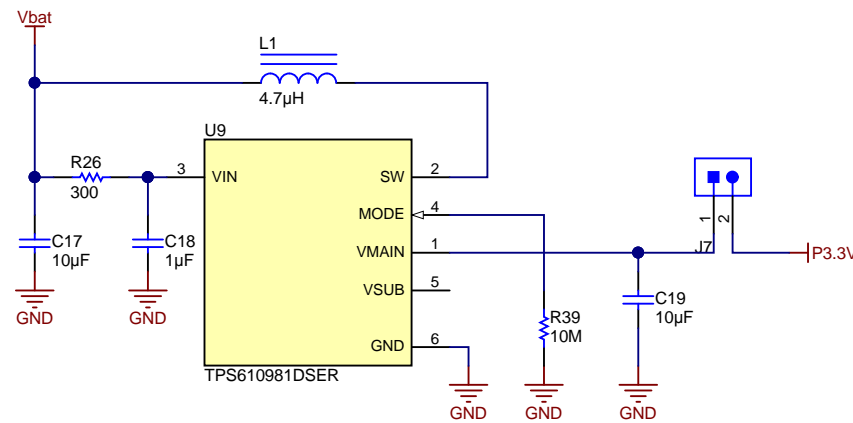 Vbat
L1
4.7µH
U9
R26
300
3
VIN
SW
2
MODE
4
VMAIN
1
VSUB
5
GND
6
TPS610981DSER
C17
10µF
C18
1µF
GND
GND
R39
10M
C19
10µF
1
2
J7
P3.3V
GND
GND
GND